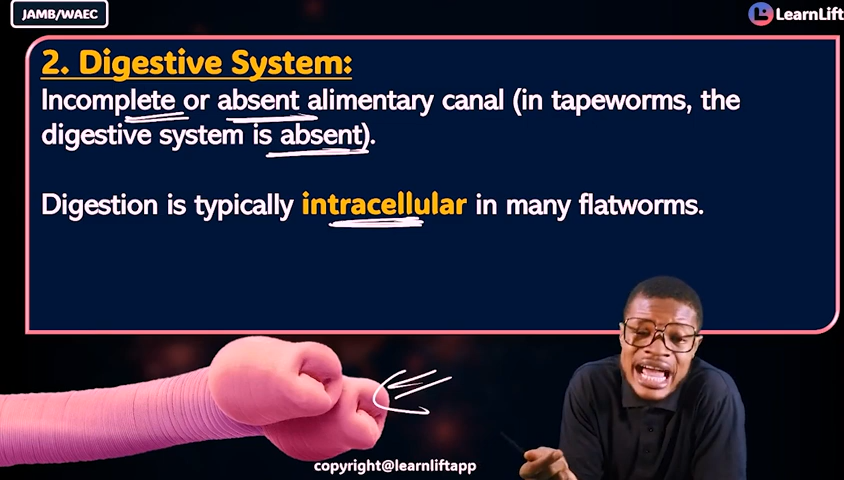 JAMB/WAEC
LearnLift
2. Digestive System:
Incomplete or absent alimentary canal (in tapeworms, the
digestive system is absent).
Digestion is typically intracellular in many flatworms.
copyright@learnliftapp